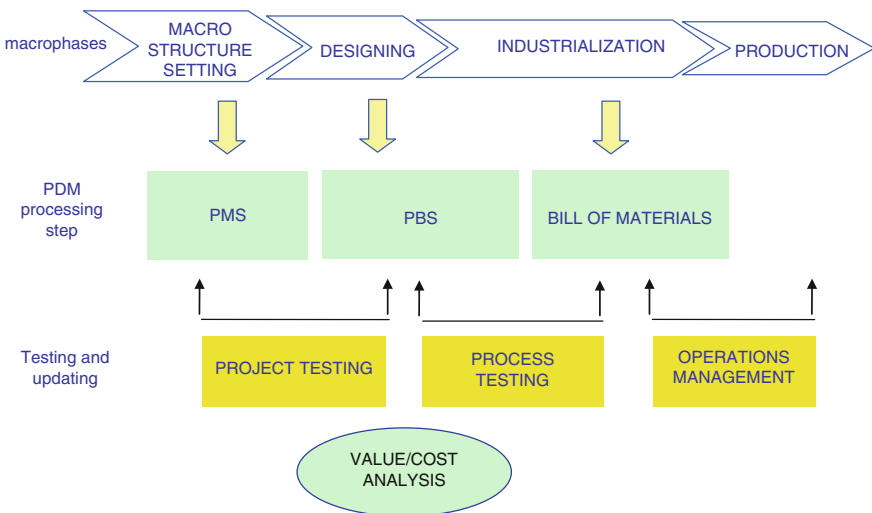 macrophases
MACRO
STRUCTURE
SETTING
DESIGNING
INDUSTRIALIZATION
PRODUCTION
PDM
processing
step
PMS
PBS
BILL OF MATERIALS
Testing and
updating
PROJECT TESTING
PROCESS
TESTING
OPERATIONS
MANAGEMENT
VALUE/COST
ANALYSIS